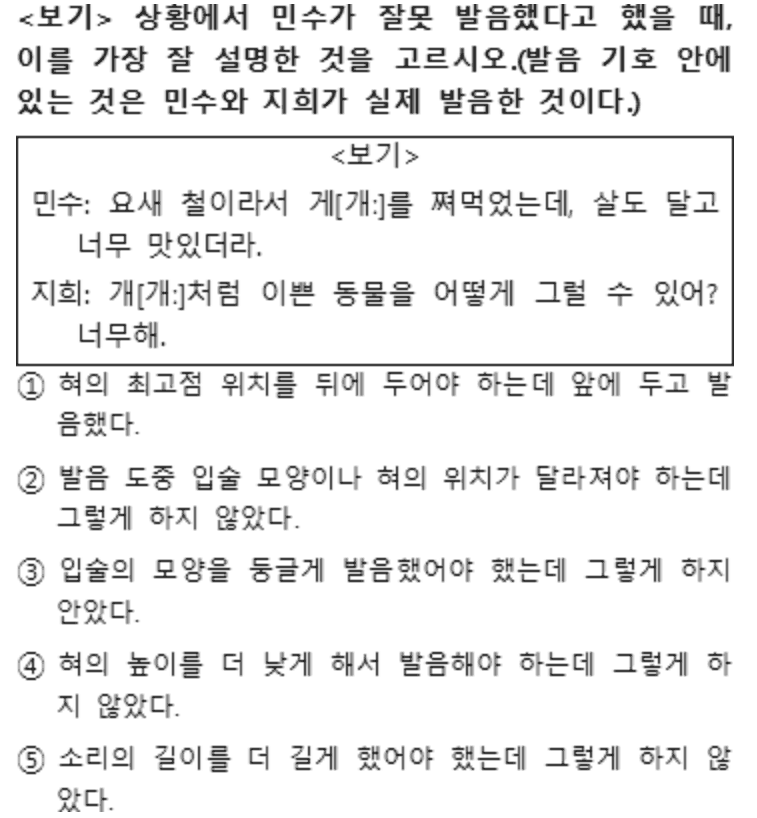 <보기> 상황에서 민수가 잘못 발음했다고 했을 때,
이를 가장 잘 설명한 것을 고르시오.(발음 기호 안에
있는 것은 민수와 지희가 실제 발음한 것이다.)
<보기>
민수: 요새 철이라서 게[개:]를 쪄먹었는데, 살도 달고
너무 맛있더라.
지희: 개[개:]처럼 이쁜 동물을 어떻게 그럴 수 있어?
너무해.
① 혀의 최고점 위치를 뒤에 두어야 하는데 앞에 두고 발
음했다.
② 발음 도중 입술 모양이나 혀의 위치가 달라져야 하는데
그렇게 하지 않았다.
③ 입술의 모양을 둥글게 발음했어야 했는데 그렇게 하지
안았다.
④ 혀의 높이를 더 낮게 해서 발음해야 하는데 그렇게 하
지 않았다.
⑤ 소리의 길이를 더 길게 했어야 했는데 그렇게 하지 않
았다.